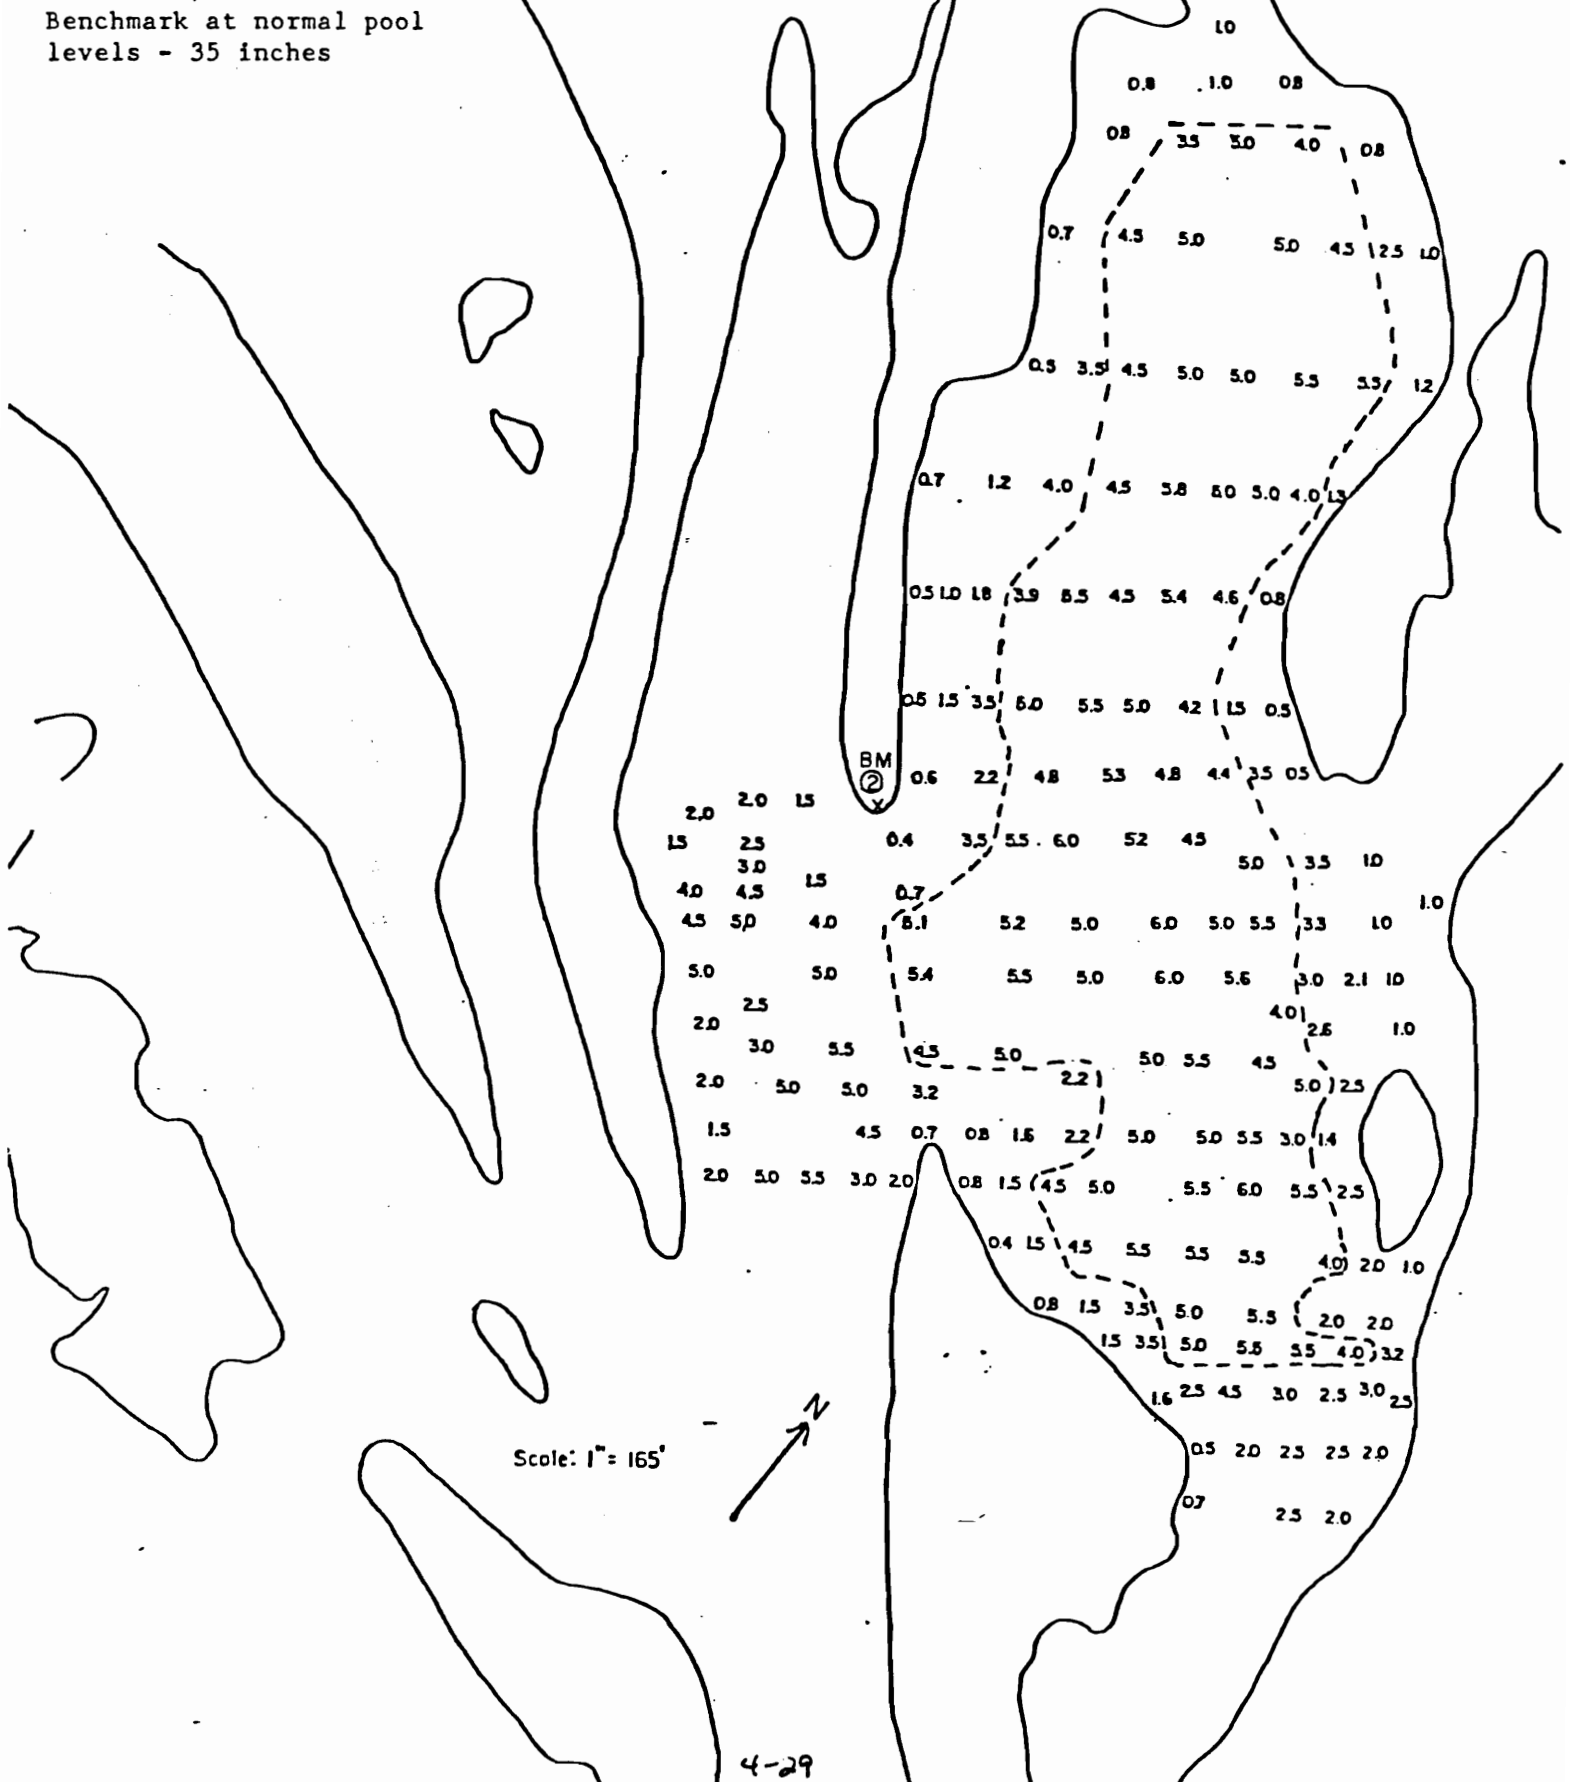 Benchmark at normal pool
levels - 35 inches
1.0
0.8 1.0 0.8
0.8 3.5 5.0 4.0 0.8
0.7 4.5 5.0 5.0 4.5 2.5 1.0
0.5 3.5 4.5 5.0 5.0 5.5 5.5 1.2
0.7 1.2 4.0 4.5 5.8 6.0 5.0 4.0 1.5
0.5 1.0 1.8 3.9 5.5 4.5 5.4 4.6 0.8
0.5 1.5 3.5 5.0 5.5 5.0 4.2 1.5 0.5
BM
2
X
0.6 2.2 4.8 5.3 4.8 4.4 3.5 0.5
2.0 2.0 1.5
1.5 2.5 0.4 3.5 5.5 6.0 5.2 4.5
3.0 5.0 3.5 1.0
4.0 4.5 1.5 0.7 1.0
4.5 5.0 4.0 5.2 5.0 6.0 5.0 5.5 3.3 1.0
5.0 5.0 5.4 5.5 5.0 6.0 5.6 3.0 2.1 1.0
2.5 4.0
2.0 2.6 1.0
3.0 5.5 4.5 5.0 5.0 5.5 4.5
2.0 5.0 5.0 3.2 2.2 5.0 2.5
1.5 4.5 0.7 0.8 1.6 2.2 5.0 5.0 5.5 3.0 1.4
2.0 5.0 5.5 3.0 2.0 0.8 1.5 4.5 5.0 5.5 6.0 5.5 2.5
0.4 1.5 4.5 5.5 5.5 5.5 4.0 2.0 1.0
0.8 1.5 3.5 5.0 5.5 2.0 2.0
1.5 3.5 5.0 5.5 5.5 4.0 3.2
1.6 2.5 4.5 3.0 2.5 3.0 2.5
0.5 2.0 2.5 2.5 2.0
0.7 2.5 2.0
N
Scale: 1" = 165'
4-29